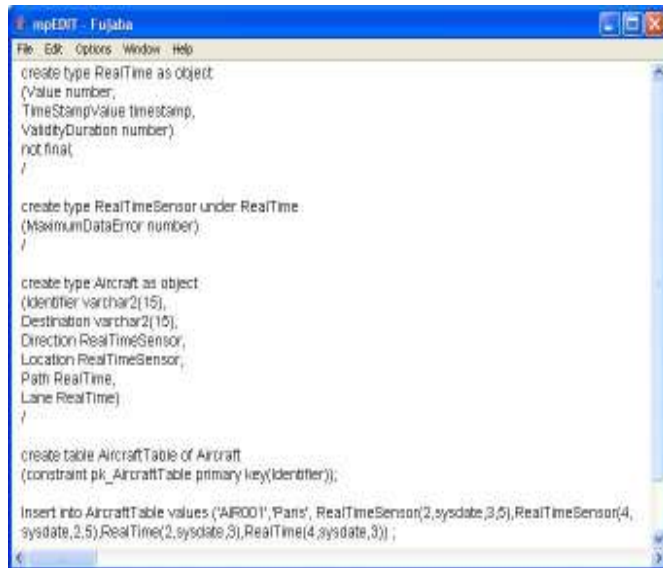 mpEDIT - Fujaba
File Edit Options Window Help
create type RealTime as object
(Value number,
TimeStampValue timestamp,
ValidityDuration number)
not final;
/
create type RealTimeSensor under RealTime
(MaximumDataError number)
/
create type Aircraft as object
(Identifier varchar2(15),
Destination varchar2(15),
Direction RealTimeSensor,
Location RealTimeSensor,
Path RealTime,
Lane RealTime)
/
create table AircraftTable of Aircraft
(constraint pk_AircraftTable primary key(Identifier));
Insert into AircraftTable values ('AIR001','Paris', RealTimeSensor(2,sysdate,3,5),RealTimeSensor(4,
sysdate,2,5),RealTime(2,sysdate,3),RealTime(4,sysdate,3)) ;